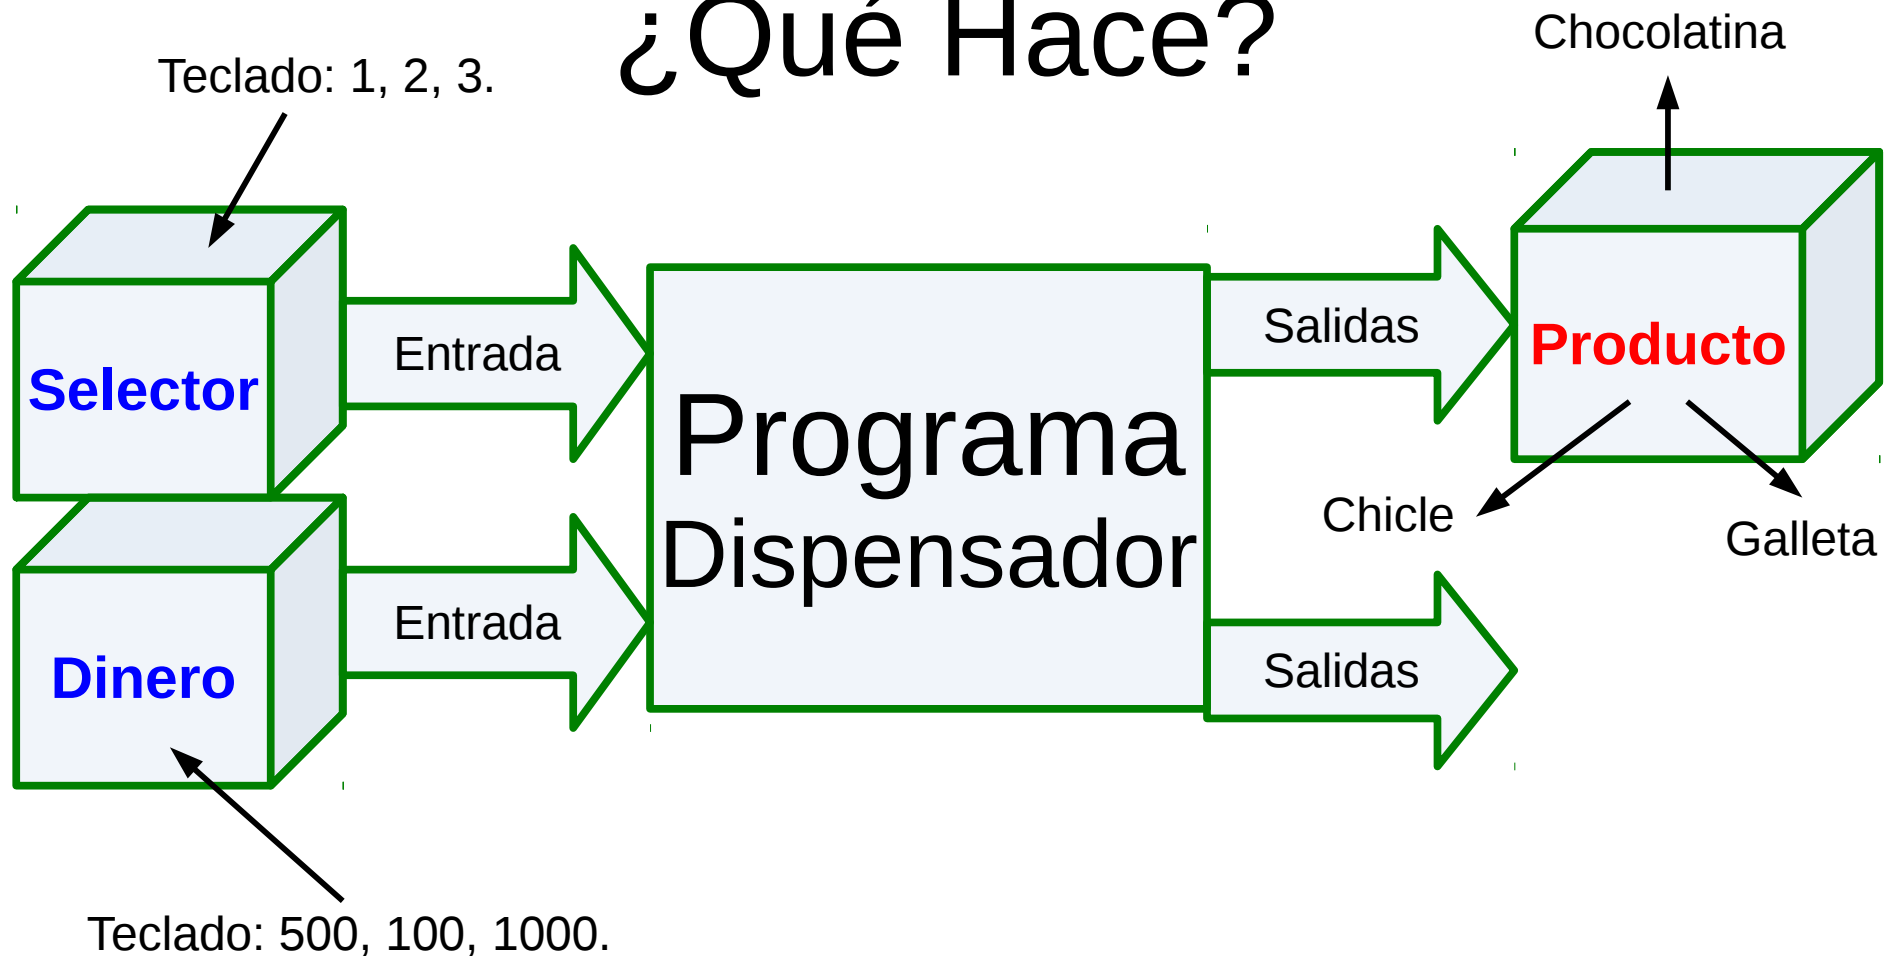 ¿Qué Hace?
Chocolatina
Teclado: 1, 2, 3.
Selector
Entrada
Salidas
Producto
Programa
Dispensador
Chicle
Galleta
Dinero
Entrada
Salidas
Teclado: 500, 100, 1000.